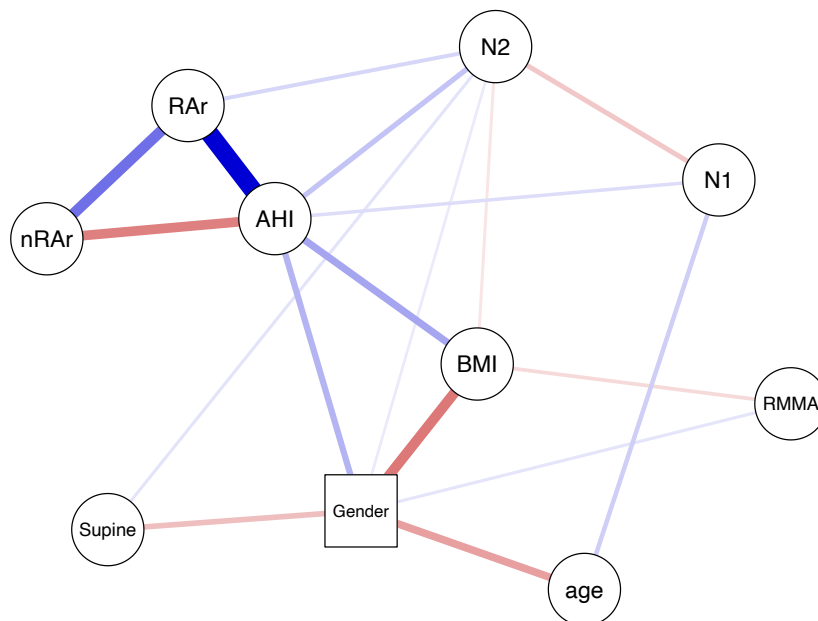 N2
RAr
N1
AHI
nRAr
BMI
RMMA
Gender
Supine
age